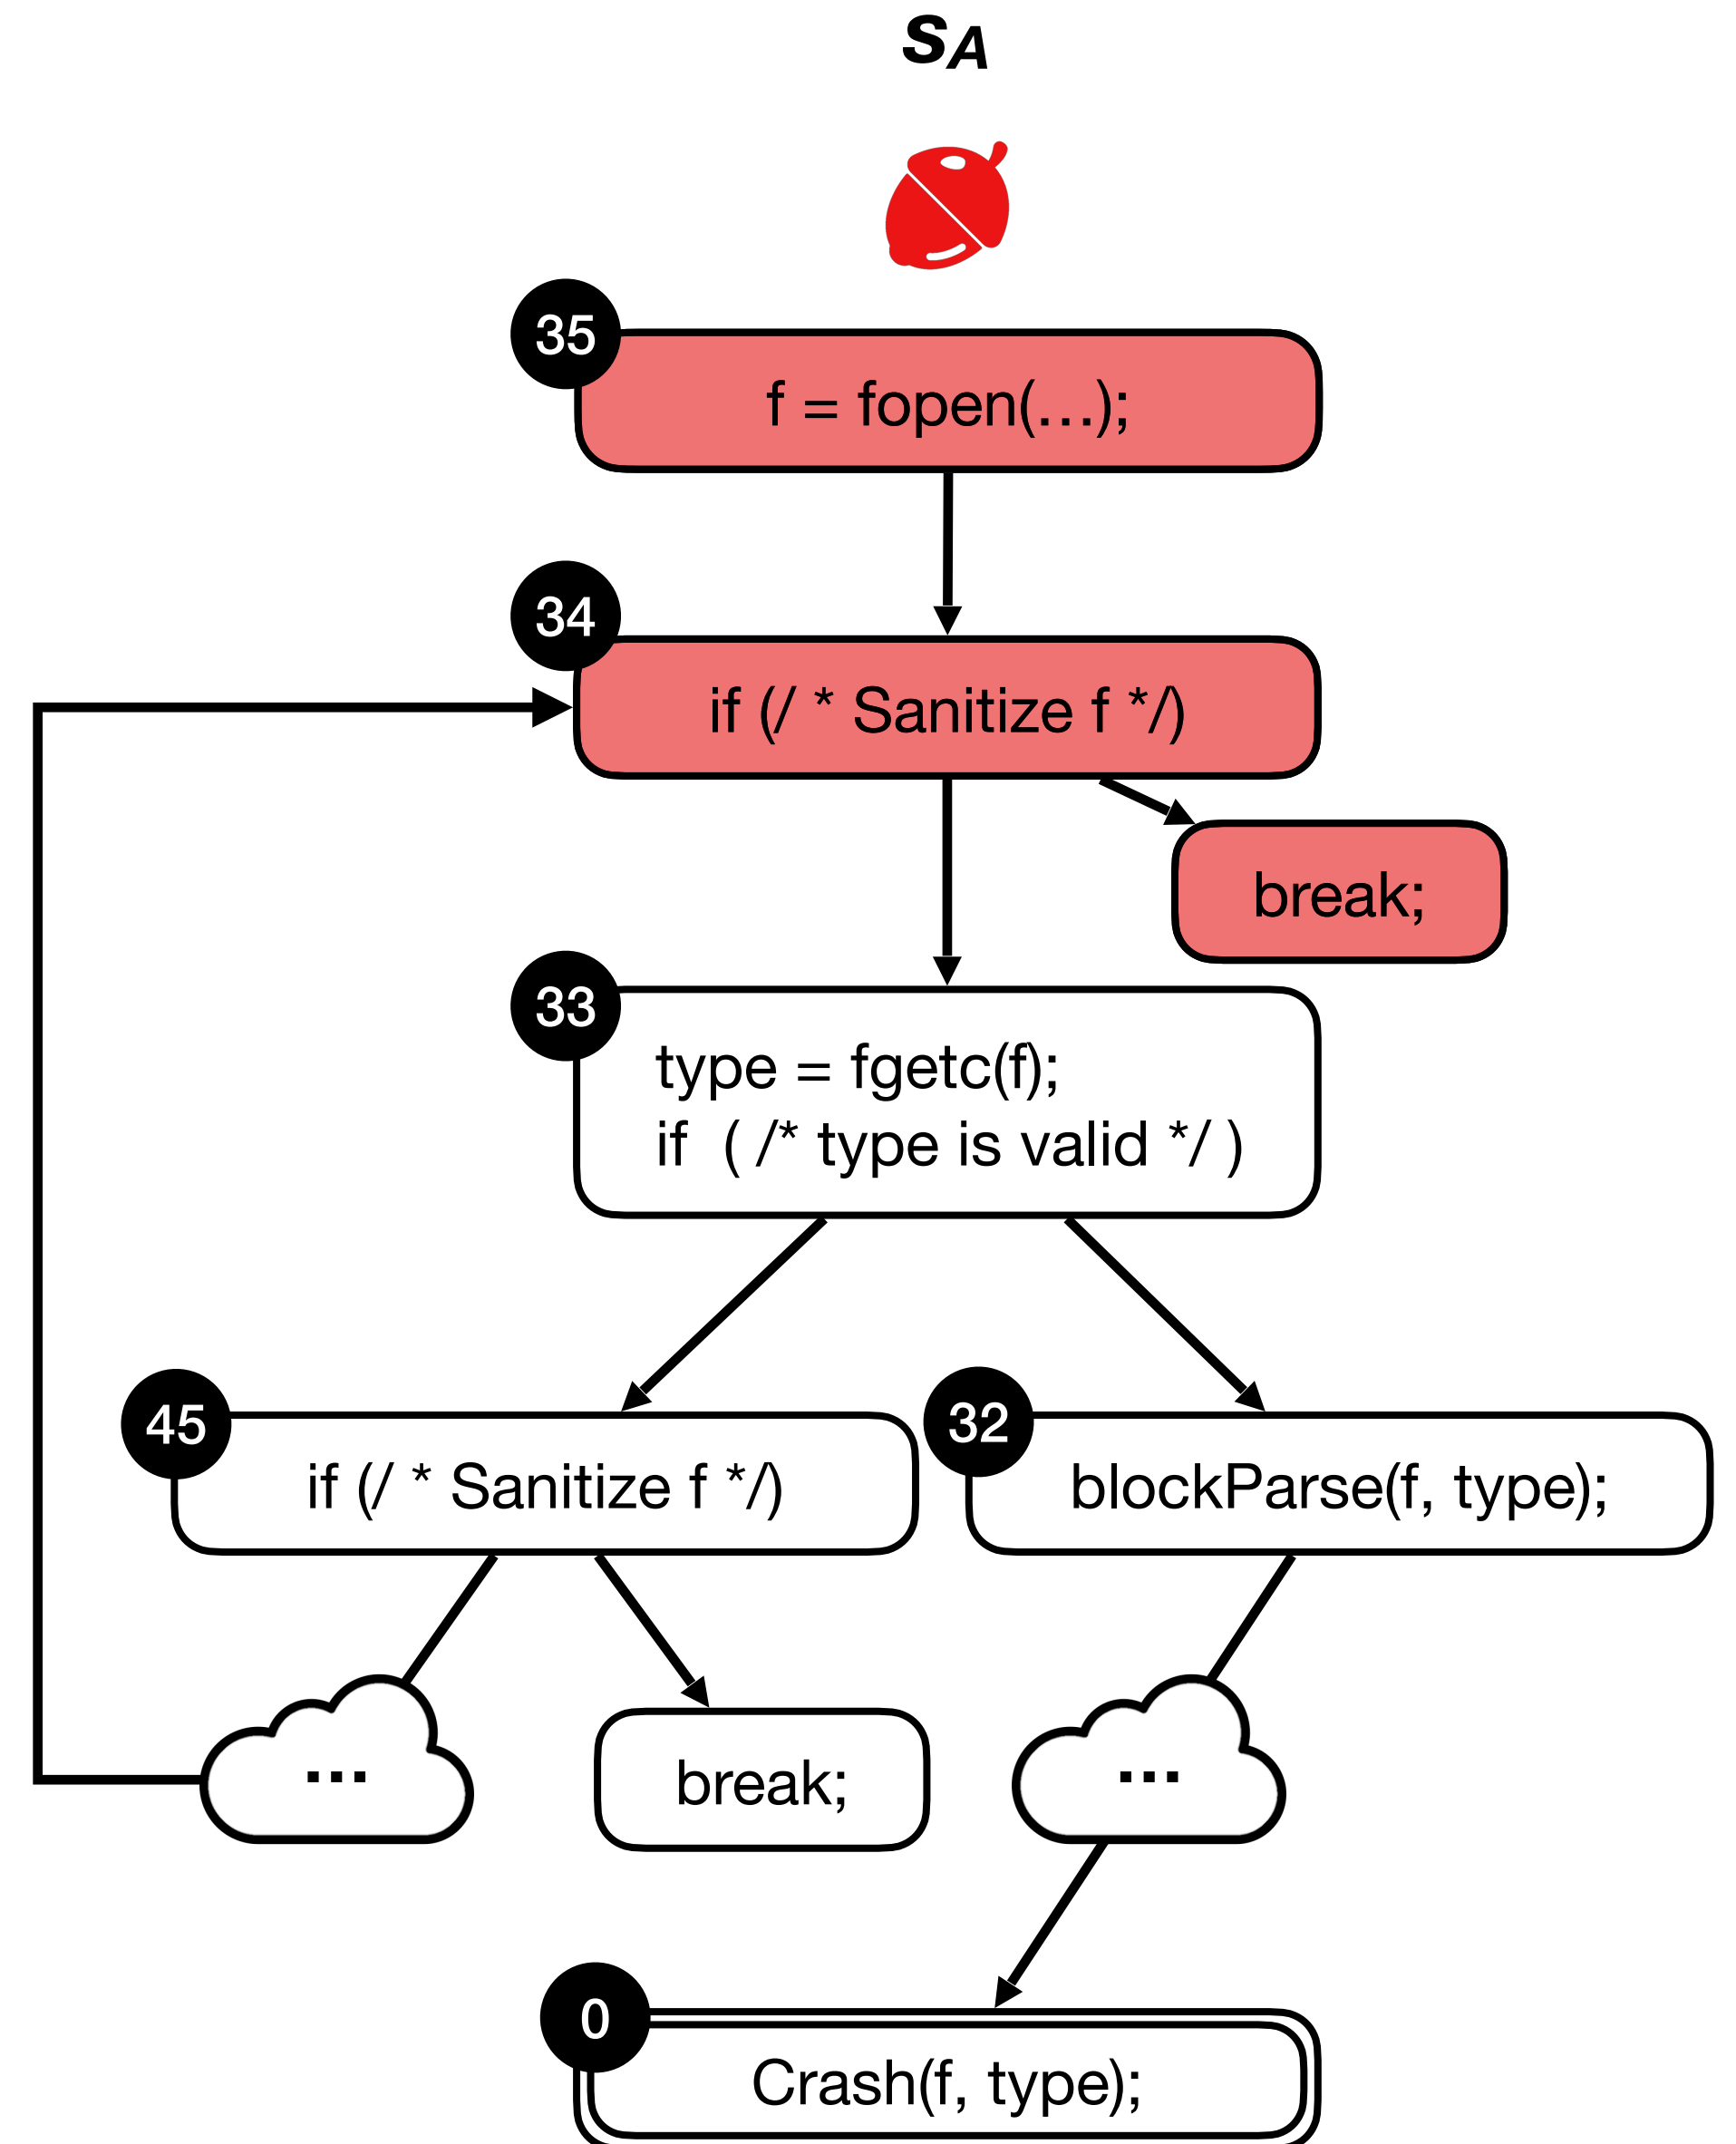 SA
35
f = fopen(...);
34
if (/ * Sanitize f */)
break;
33
type = fgetc(f);
if ( /* type is valid */ )
45
if (/ * Sanitize f */)
32
blockParse(f, type);
...
break;
...
0
Crash(f, type);